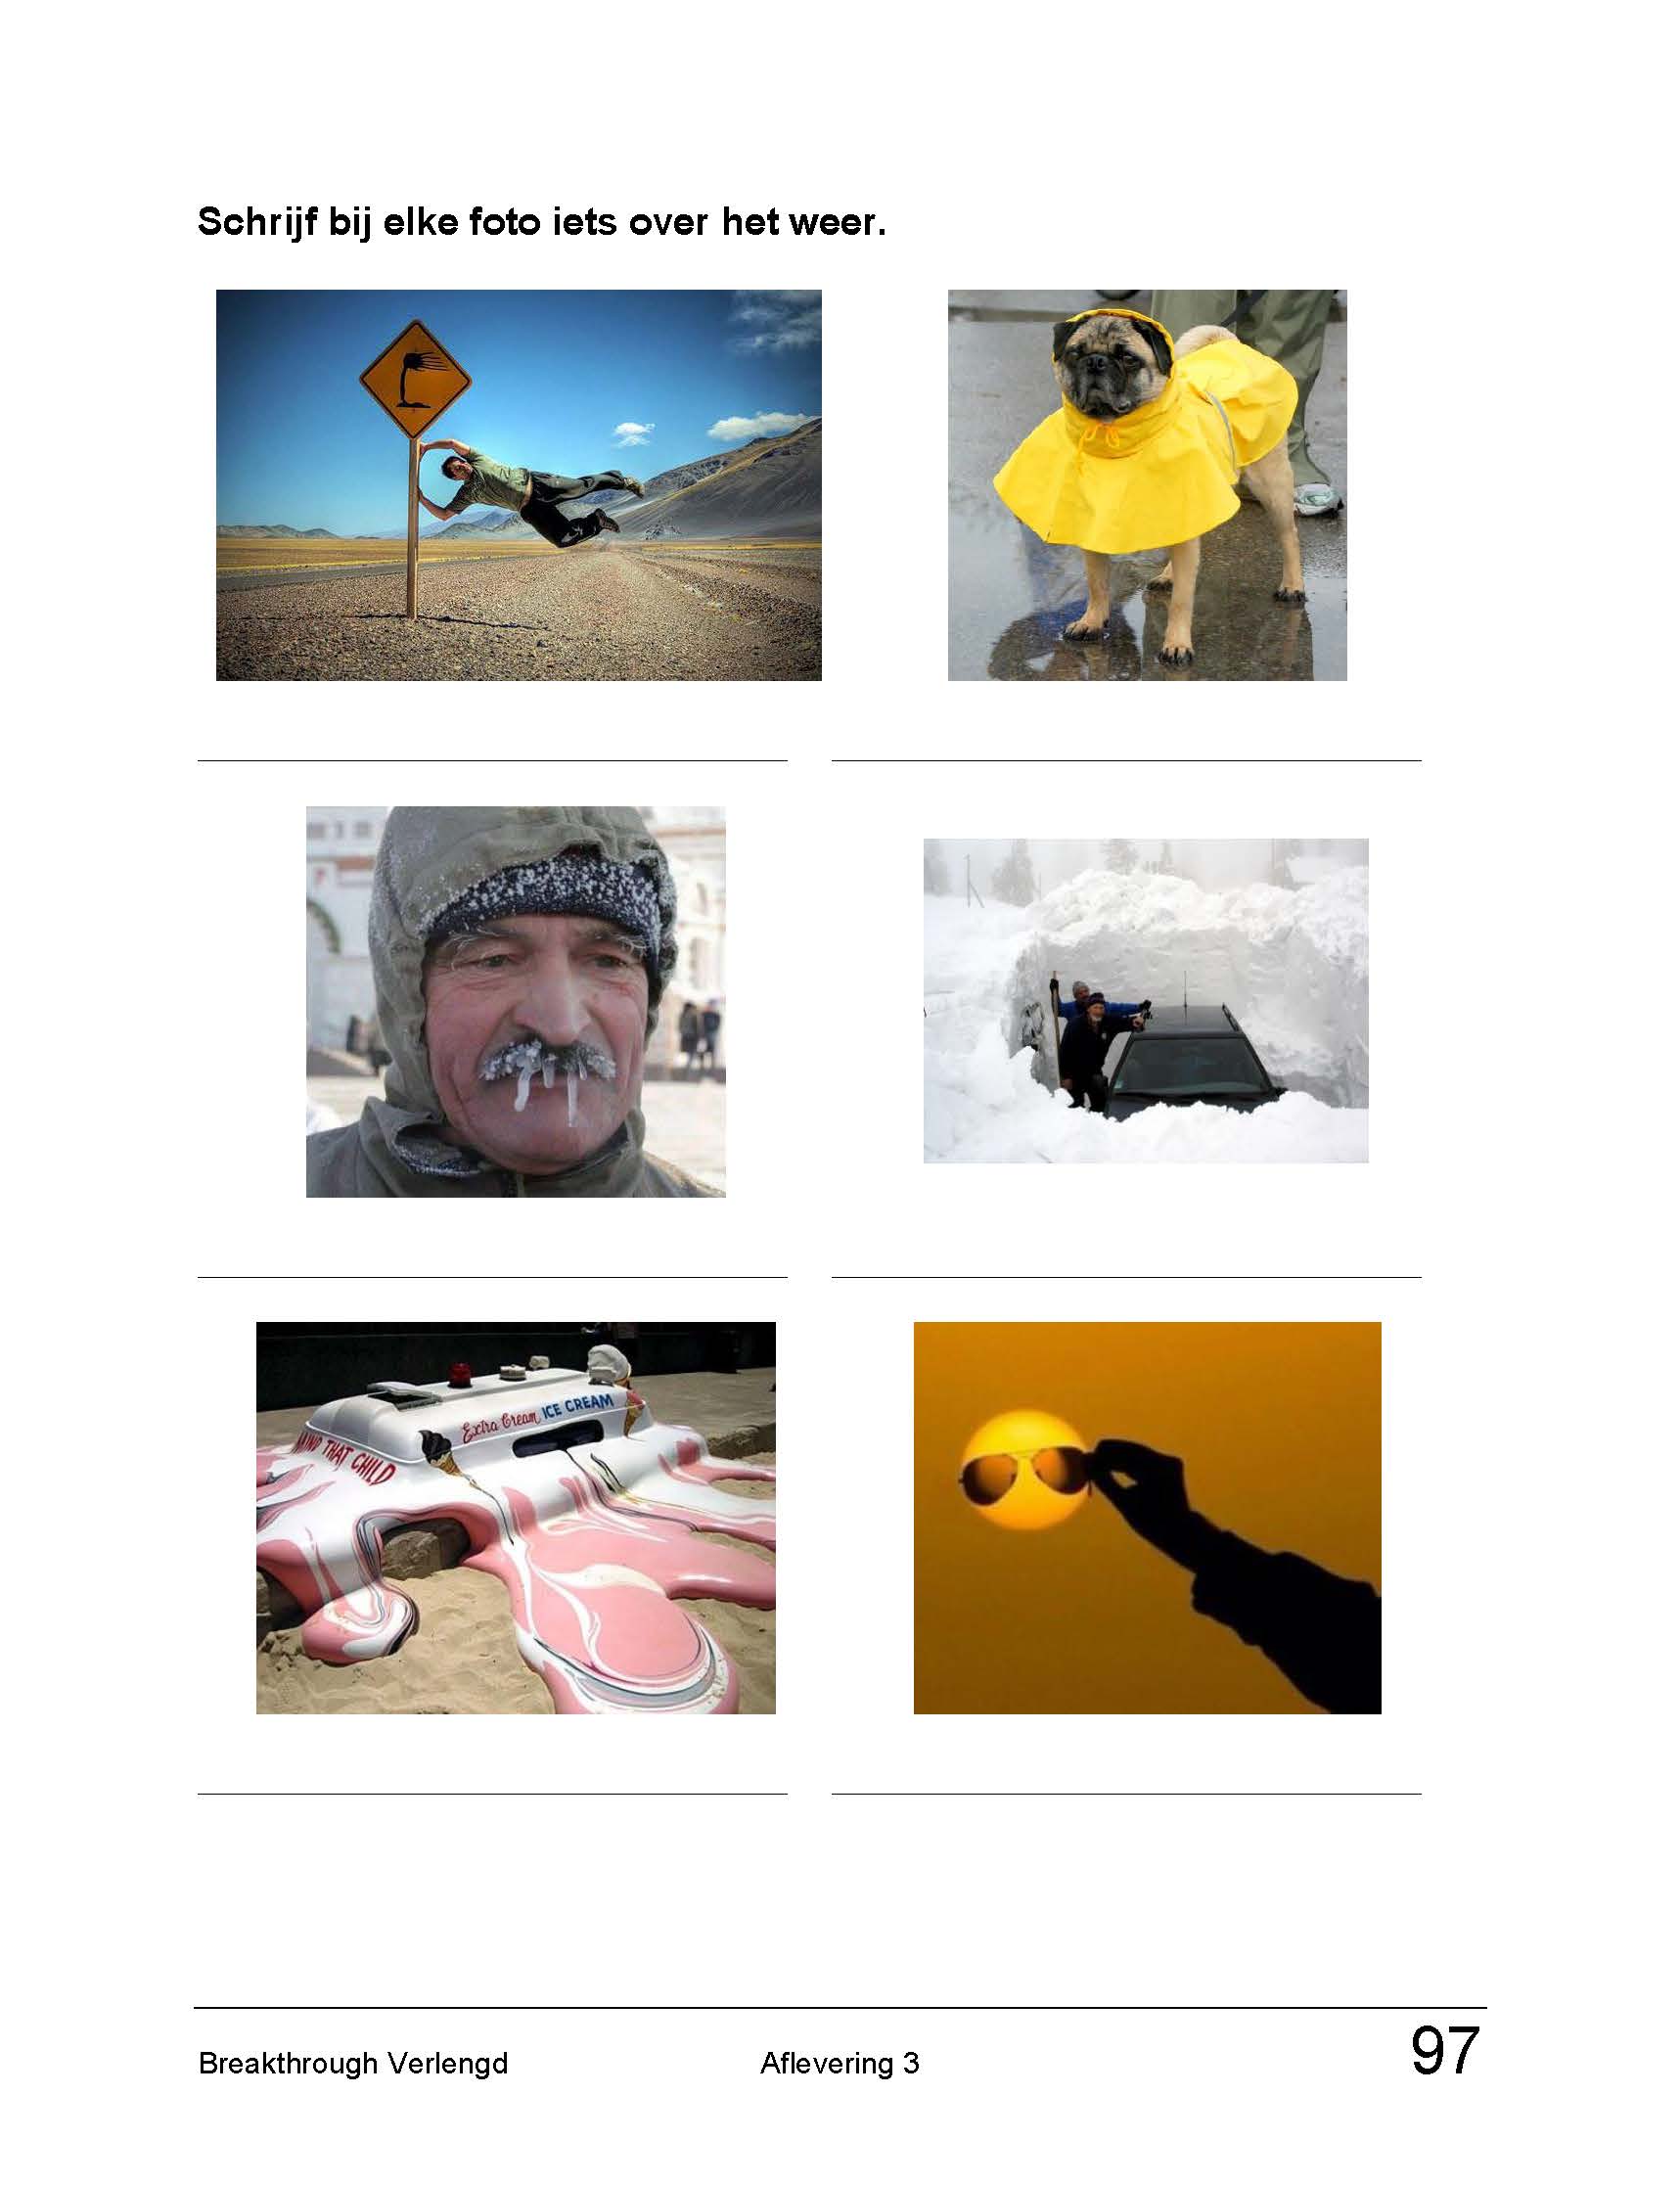 Schrijf bij elke foto iets over het weer.
Extra Cream ICE CREAM
MIND THAT CHILD
Breakthrough Verlengd Aflevering 3 97